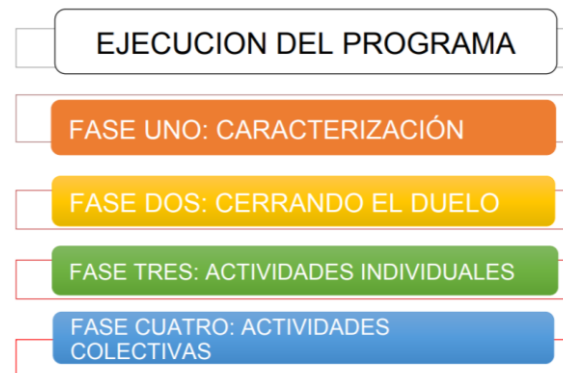 EJECUCION DEL PROGRAMA
FASE UNO: CARACTERIZACIÓN
FASE DOS: CERRANDO EL DUELO
FASE TRES: ACTIVIDADES INDIVIDUALES
FASE CUATRO: ACTIVIDADES
COLECTIVAS